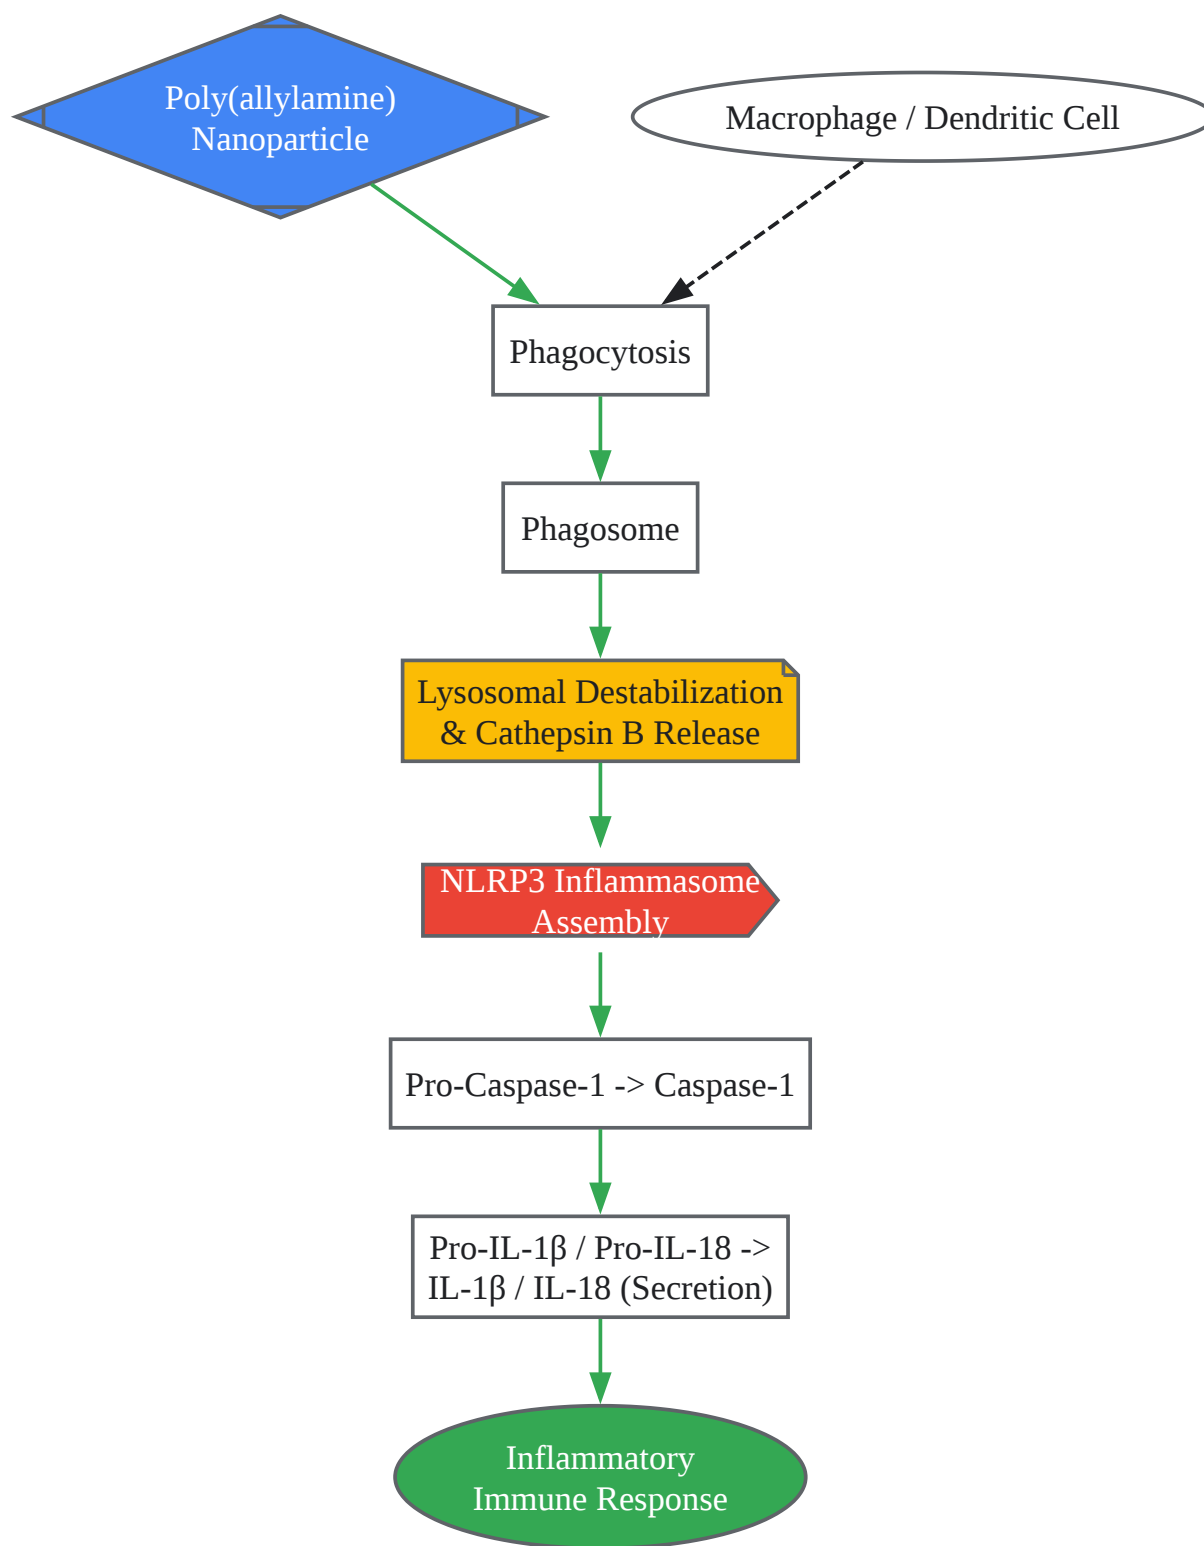 Poly(allylamine)
Nanoparticle
Macrophage / Dendritic Cell
Phagocytosis
Phagosome
Lysosomal Destabilization
& Cathepsin B Release
NLRP3 Inflammasome
Assembly
Pro-Caspase-1 -> Caspase-1
Pro-IL-1β / Pro-IL-18 ->
IL-1β / IL-18 (Secretion)
Inflammatory
Immune Response